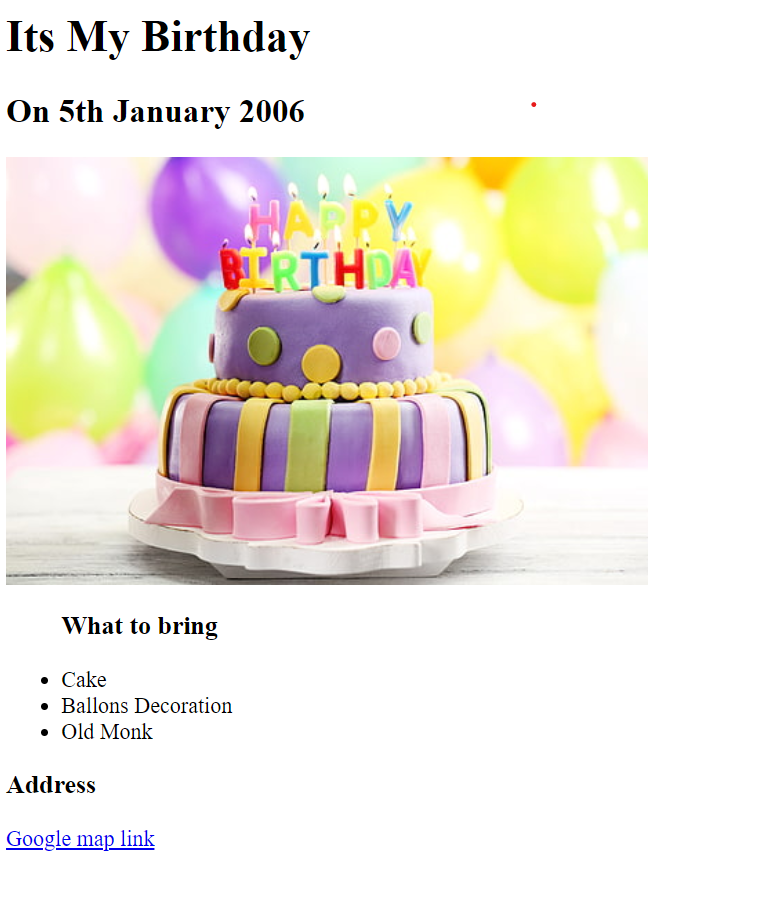 Its My Birthday
On 5th January 2006
HAPPY
BIRTHDAY
What to bring
Cake
Ballons Decoration
Old Monk
Address
Google map link